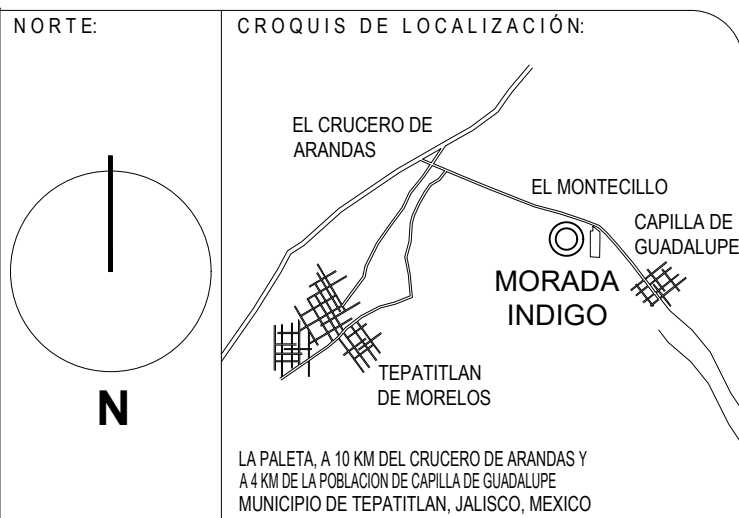 NORTE:
N
CROQUIS DE LOCALIZACIÓN:
EL CRUCERO DE
ARANDAS
EL MONTECILLO
CAPILLA DE
GUADALUPE
MORADA
INDIGO
TEPATITLAN
DE MORELOS
LA PALETA, A 10 KM DEL CRUCERO DE ARANDAS Y
A 4 KM DE LA POBLACION DE CAPILLA DE GUADALUPE
MUNICIPIO DE TEPATITLAN, JALISCO, MEXICO